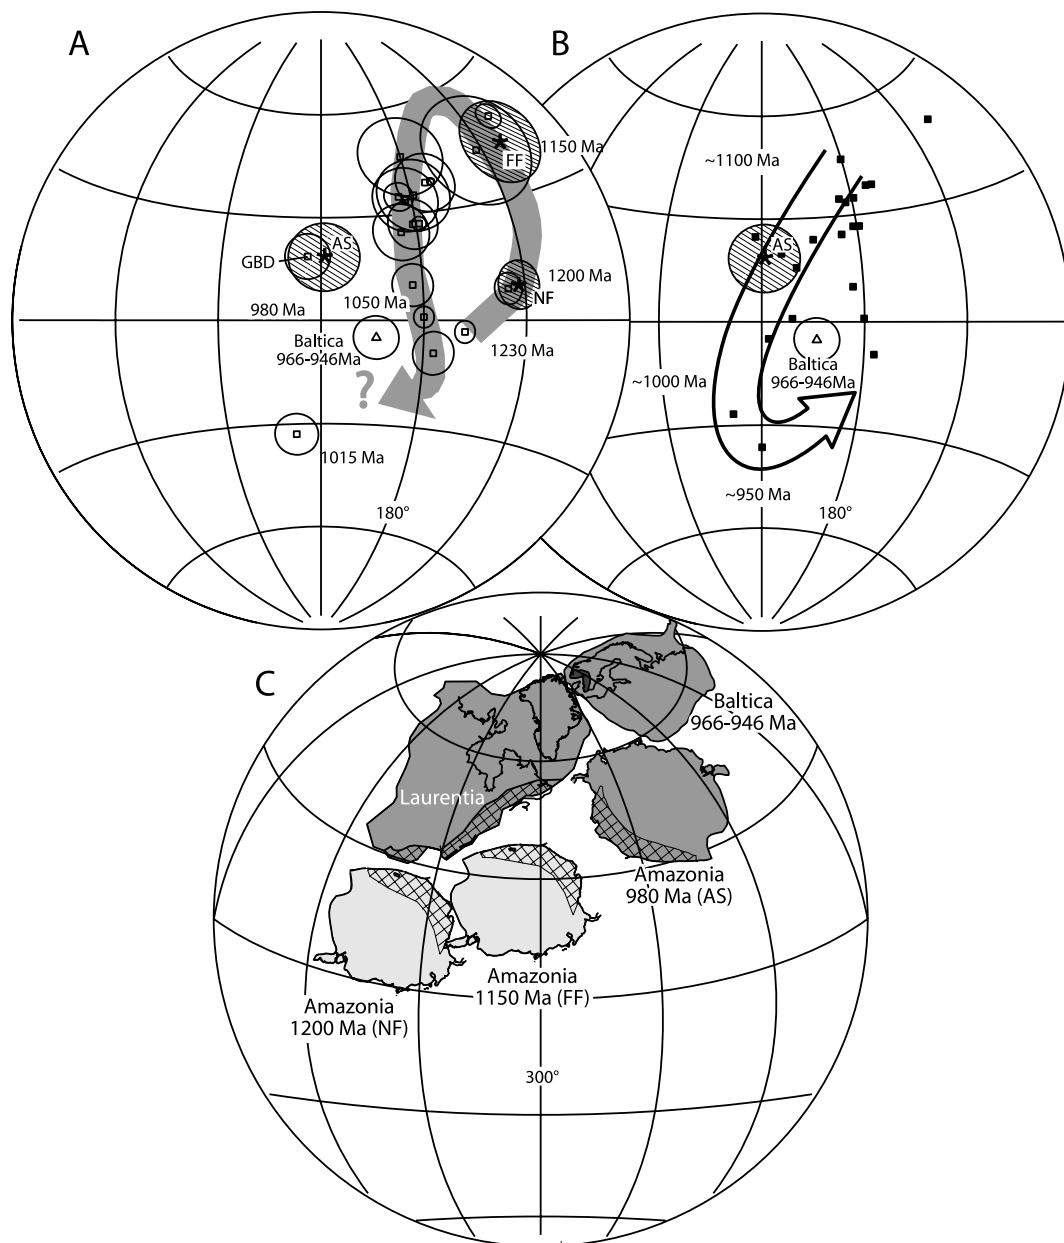 A
B
1150 Ma
FF
~1100 Ma
AS
GBD
AS
1200 Ma
NF
980 Ma
1050 Ma
Baltica
966-946Ma
1230 Ma
Baltica
966-946Ma
?
~1000 Ma
1015 Ma
~950 Ma
180°
180°
C
Baltica
966-946 Ma
Laurentia
Amazonia
980 Ma (AS)
Amazonia
1150 Ma (FF)
Amazonia
1200 Ma (NF)
300°